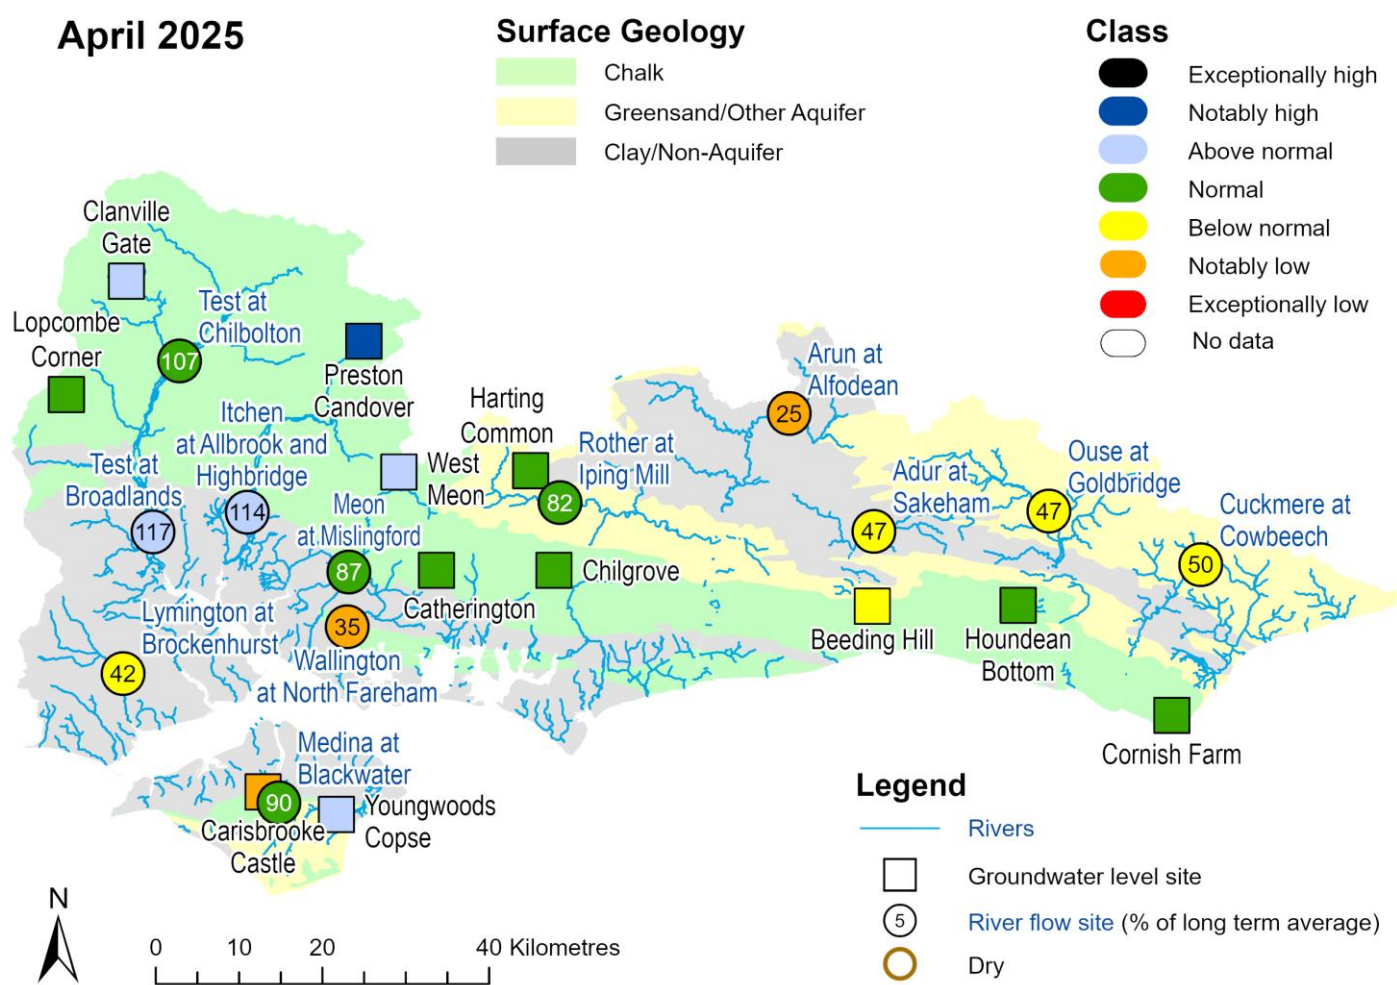 April 2025
Surface Geology
Chalk
Greensand/Other Aquifer
Clay/Non-Aquifer
Class
Exceptionally high
Notably high
Above normal
Normal
Below normal
Notably low
Exceptionally low
No data
Clanville
Gate
Test at
Chilbolton
Lopcombe
Corner
107
Preston
Candover
Itchen
at Allbrook and
Highbridge
Harting
Common
Arun at
Alfodean
25
Test at
Broadlands
117
114
West
Meon
Rother at
Iping Mill
82
Meon
at Mislingford
87
Adur at
Sakeham
47
Ouse at
Goldbridge
47
Cuckmere at
Cowbeech
50
Catherington
Chilgrove
Lymington at
Brockenhurst
42
35
Wallington
at North Fareham
Beeding Hill
Houndean
Bottom
Cornish Farm
Medina at
Blackwater
90
Carisbrooke
Castle
Youngwoods
Copse
N
0 10 20 40 Kilometres
Legend
Rivers
Groundwater level site
5 River flow site (% of long term average)
Dry